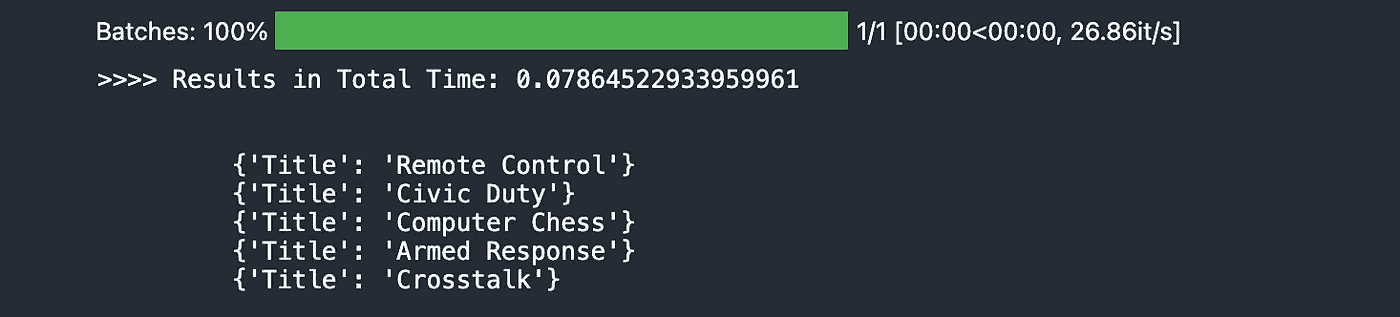 Batches: 100% 1/1 [00:00<00:00, 26.86it/s]
>>>> Results in Total Time: 0.07864522933959961
{'Title': 'Remote Control'}
{'Title': 'Civic Duty'}
{'Title': 'Computer Chess'}
{'Title': 'Armed Response'}
{'Title': 'Crosstalk'}